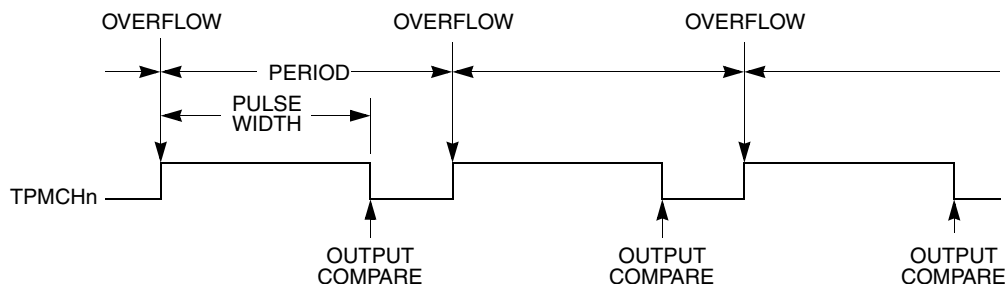 OVERFLOW OVERFLOW OVERFLOW
PERIOD
PULSE
WIDTH
TPMCHn
OUTPUT
COMPARE
OUTPUT
COMPARE
OUTPUT
COMPARE